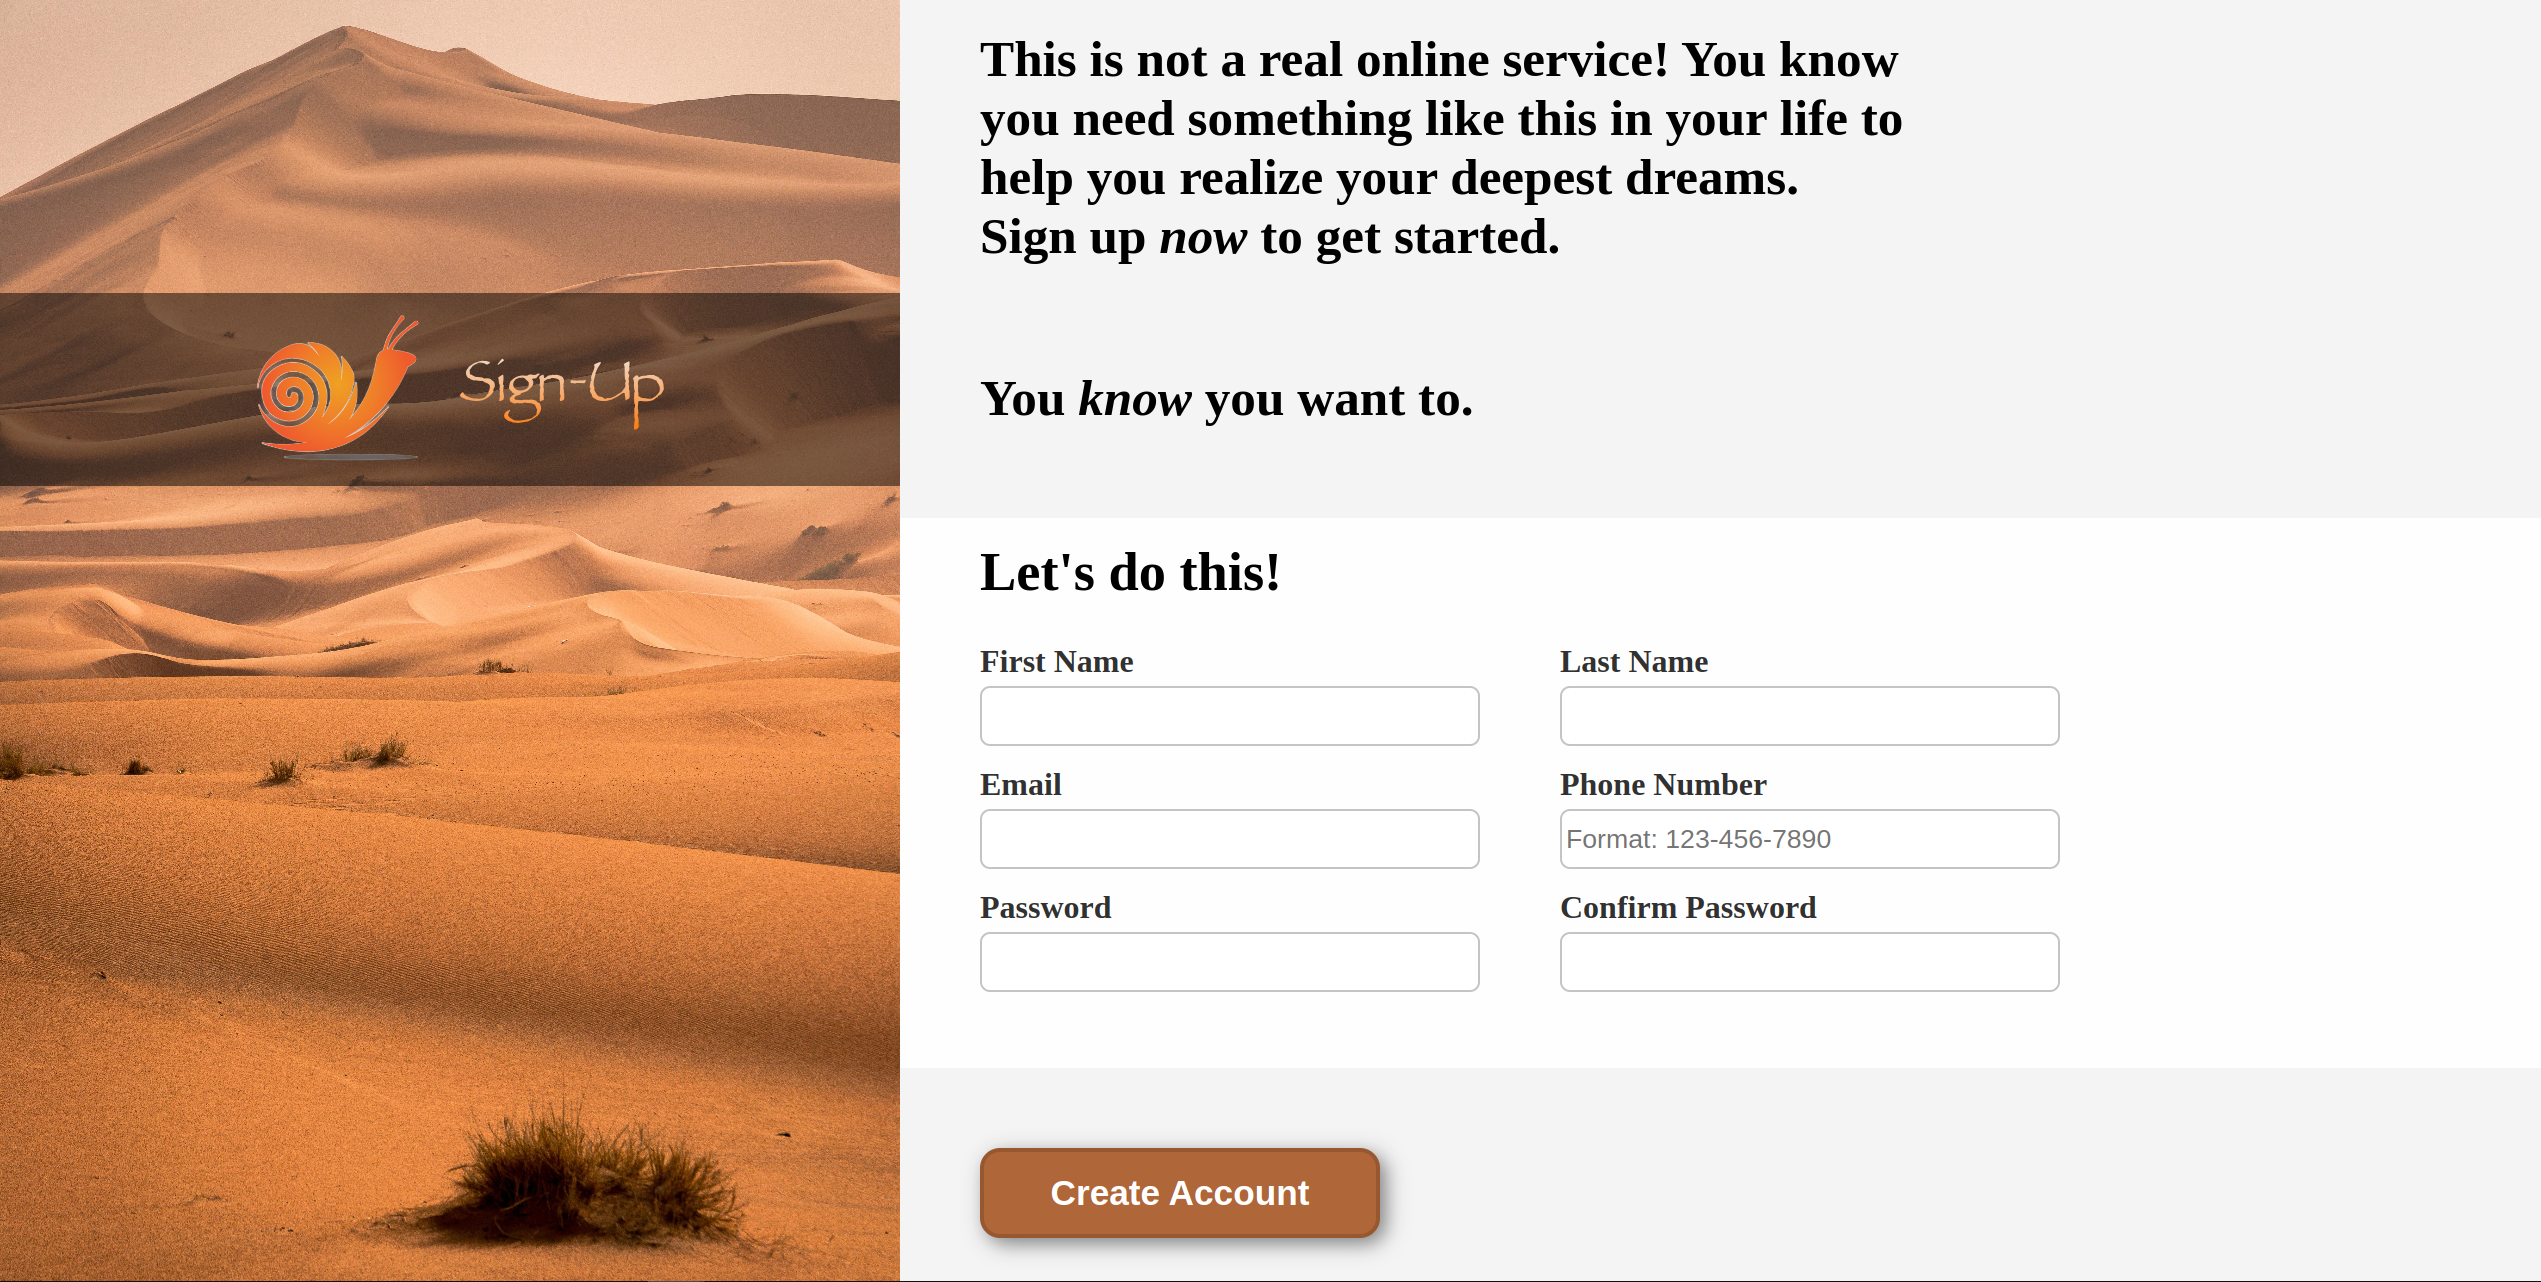 This is not a real online service! You know
you need something like this in your life to
help you realize your deepest dreams.
Sign up now to get started.
You know you want to.
Sign-Up
Let's do this!
First Name
Last Name
Email
Phone Number
Format: 123-456-7890
Password
Confirm Password
Create Account